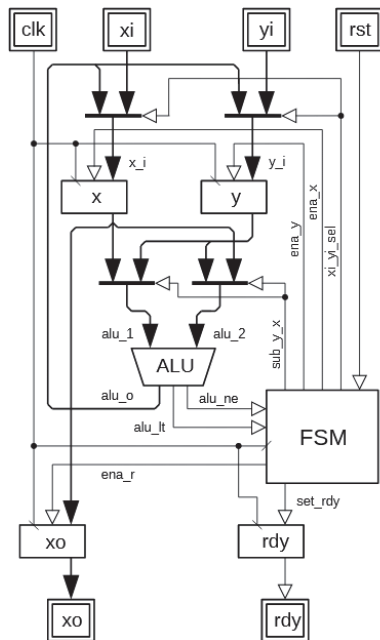 clk
xi
yi
rst
x_i
y_i
x
y
ena_y
ena_x
xi_yi_sel
alu_1
alu_2
sub_y_x
ALU
alu_o
alu_ne
alu_lt
FSM
ena_r
set_rdy
xo
rdy
xo
rdy